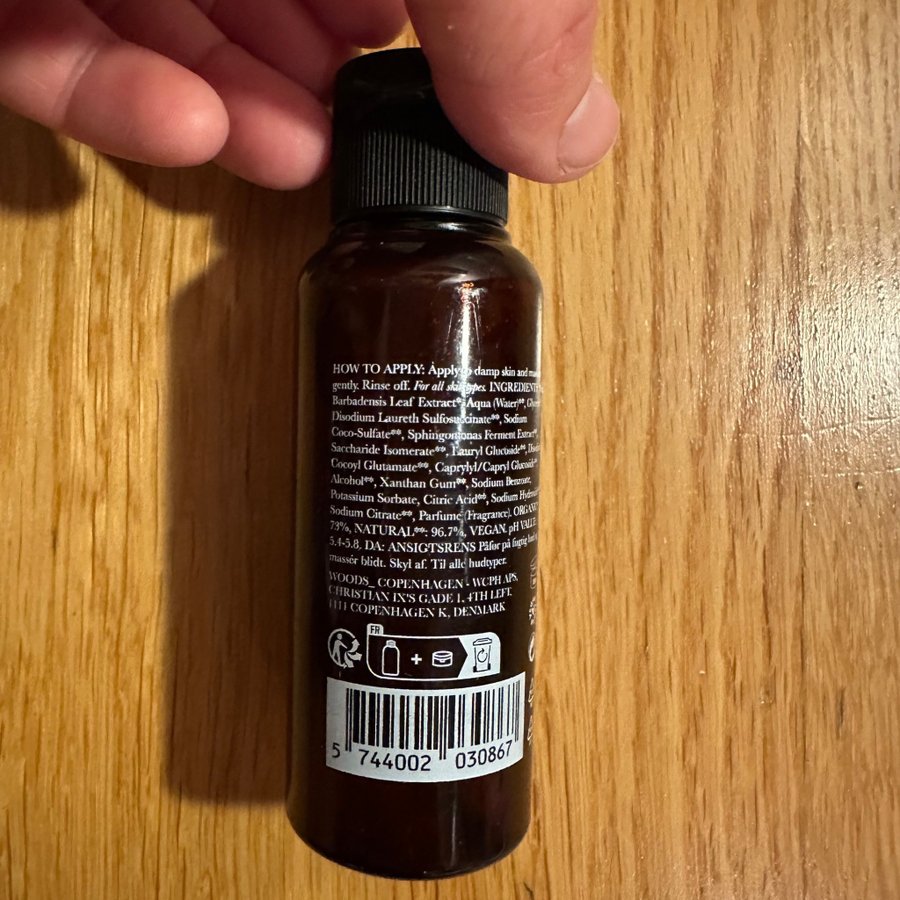 HOW TO APPLY: Apply to damp skin and
gently. Rinse off. For all skin types. INGREDIENTS:
Barbadensis Leaf Extract*, Aqua (Water)**,
Disodium Laureth Sulfosuccinate**, Sodium
Coco-Sulfate**, Sphingomonas Ferment Extract**,
Saccharide Isomerate**, Lauryl Glucoside**,
Cocoyl Glutamate**, Caprylyl/Capryl Glucoside**
Alcohol**, Xanthan Gum**, Sodium Benzoate,
Potassium Sorbate, Citric Acid**, Sodium
Sodium Citrate**, Parfume (Fragrance). ORGANIC*
73%, NATURAL**: 96.7%, VEGAN, pH VALUE
5.4-5.8. DA: ANSIGTSRENS Påfør på fugtig
massér blidt. Skyl af. Til alle hudtyper.
WOODS_ COPENHAGEN - WCPH APS,
CHRISTIAN IX'S GADE 1, 4TH LEFT,
1111 COPENHAGEN K, DENMARK
FR
+
5 744002 030867